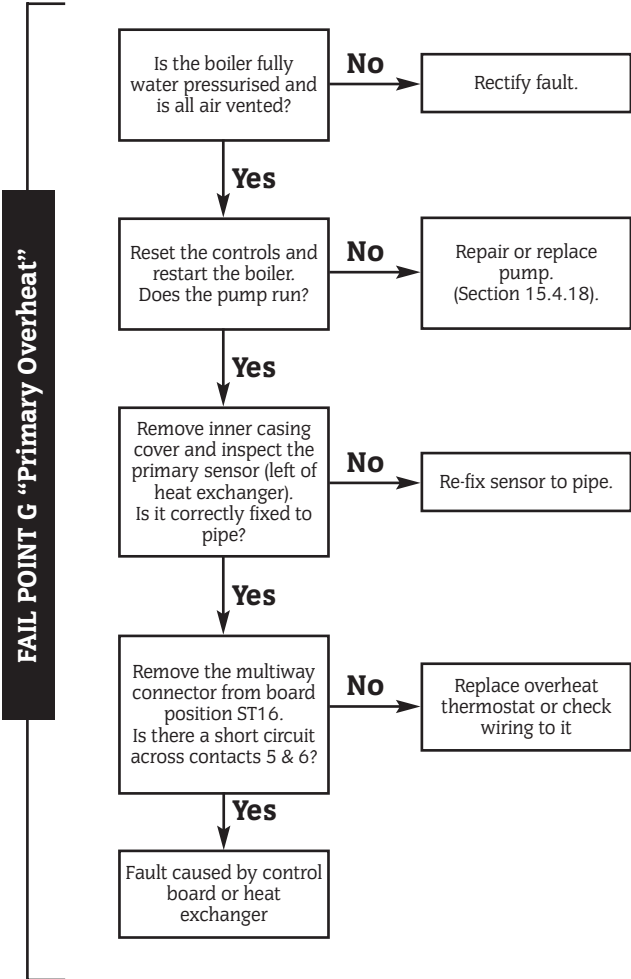 FAIL POINT G “Primary Overheat”
Is the boiler fully
water pressurised and
is all air vented?
No
Rectify fault.
Yes
Reset the controls and
restart the boiler.
Does the pump run?
No
Repair or replace
pump.
(Section 15.4.18).
Yes
Remove inner casing
cover and inspect the
primary sensor (left of
heat exchanger).
Is it correctly fixed to
pipe?
No
Re-fix sensor to pipe.
Yes
Remove the multiway
connector from board
position ST16.
Is there a short circuit
across contacts 5 & 6?
No
Replace overheat
thermostat or check
wiring to it
Yes
Fault caused by control
board or heat
exchanger